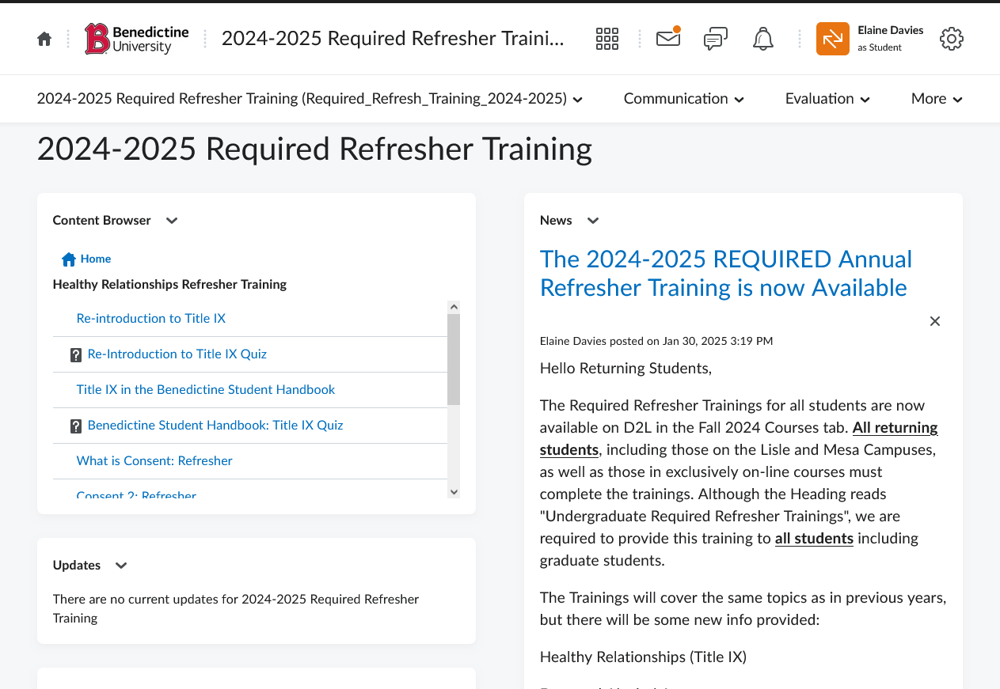 Benedictine
University
2024-2025 Required Refresher Traini...
Elaine Davies
as Student
2024-2025 Required Refresher Training (Required_Refresh_Training_2024-2025)
Communication
Evaluation
More
2024-2025 Required Refresher Training
Content Browser
Home
Healthy Relationships Refresher Training
Re-introduction to Title IX
Re-Introduction to Title IX Quiz
Title IX in the Benedictine Student Handbook
Benedictine Student Handbook: Title IX Quiz
What is Consent: Refresher
Consent 2: Refresher
Updates
There are no current updates for 2024-2025 Required Refresher
Training
News
The 2024-2025 REQUIRED Annual
Refresher Training is now Available
Elaine Davies posted on Jan 30, 2025 3:19 PM
Hello Returning Students,
The Required Refresher Trainings for all students are now
available on D2L in the Fall 2024 Courses tab. All returning
students, including those on the Lisle and Mesa Campuses,
as well as those in exclusively on-line courses must
complete the trainings. Although the Heading reads
"Undergraduate Required Refresher Trainings", we are
required to provide this training to all students including
graduate students.
The Trainings will cover the same topics as in previous years,
but there will be some new info provided:
Healthy Relationships (Title IX)